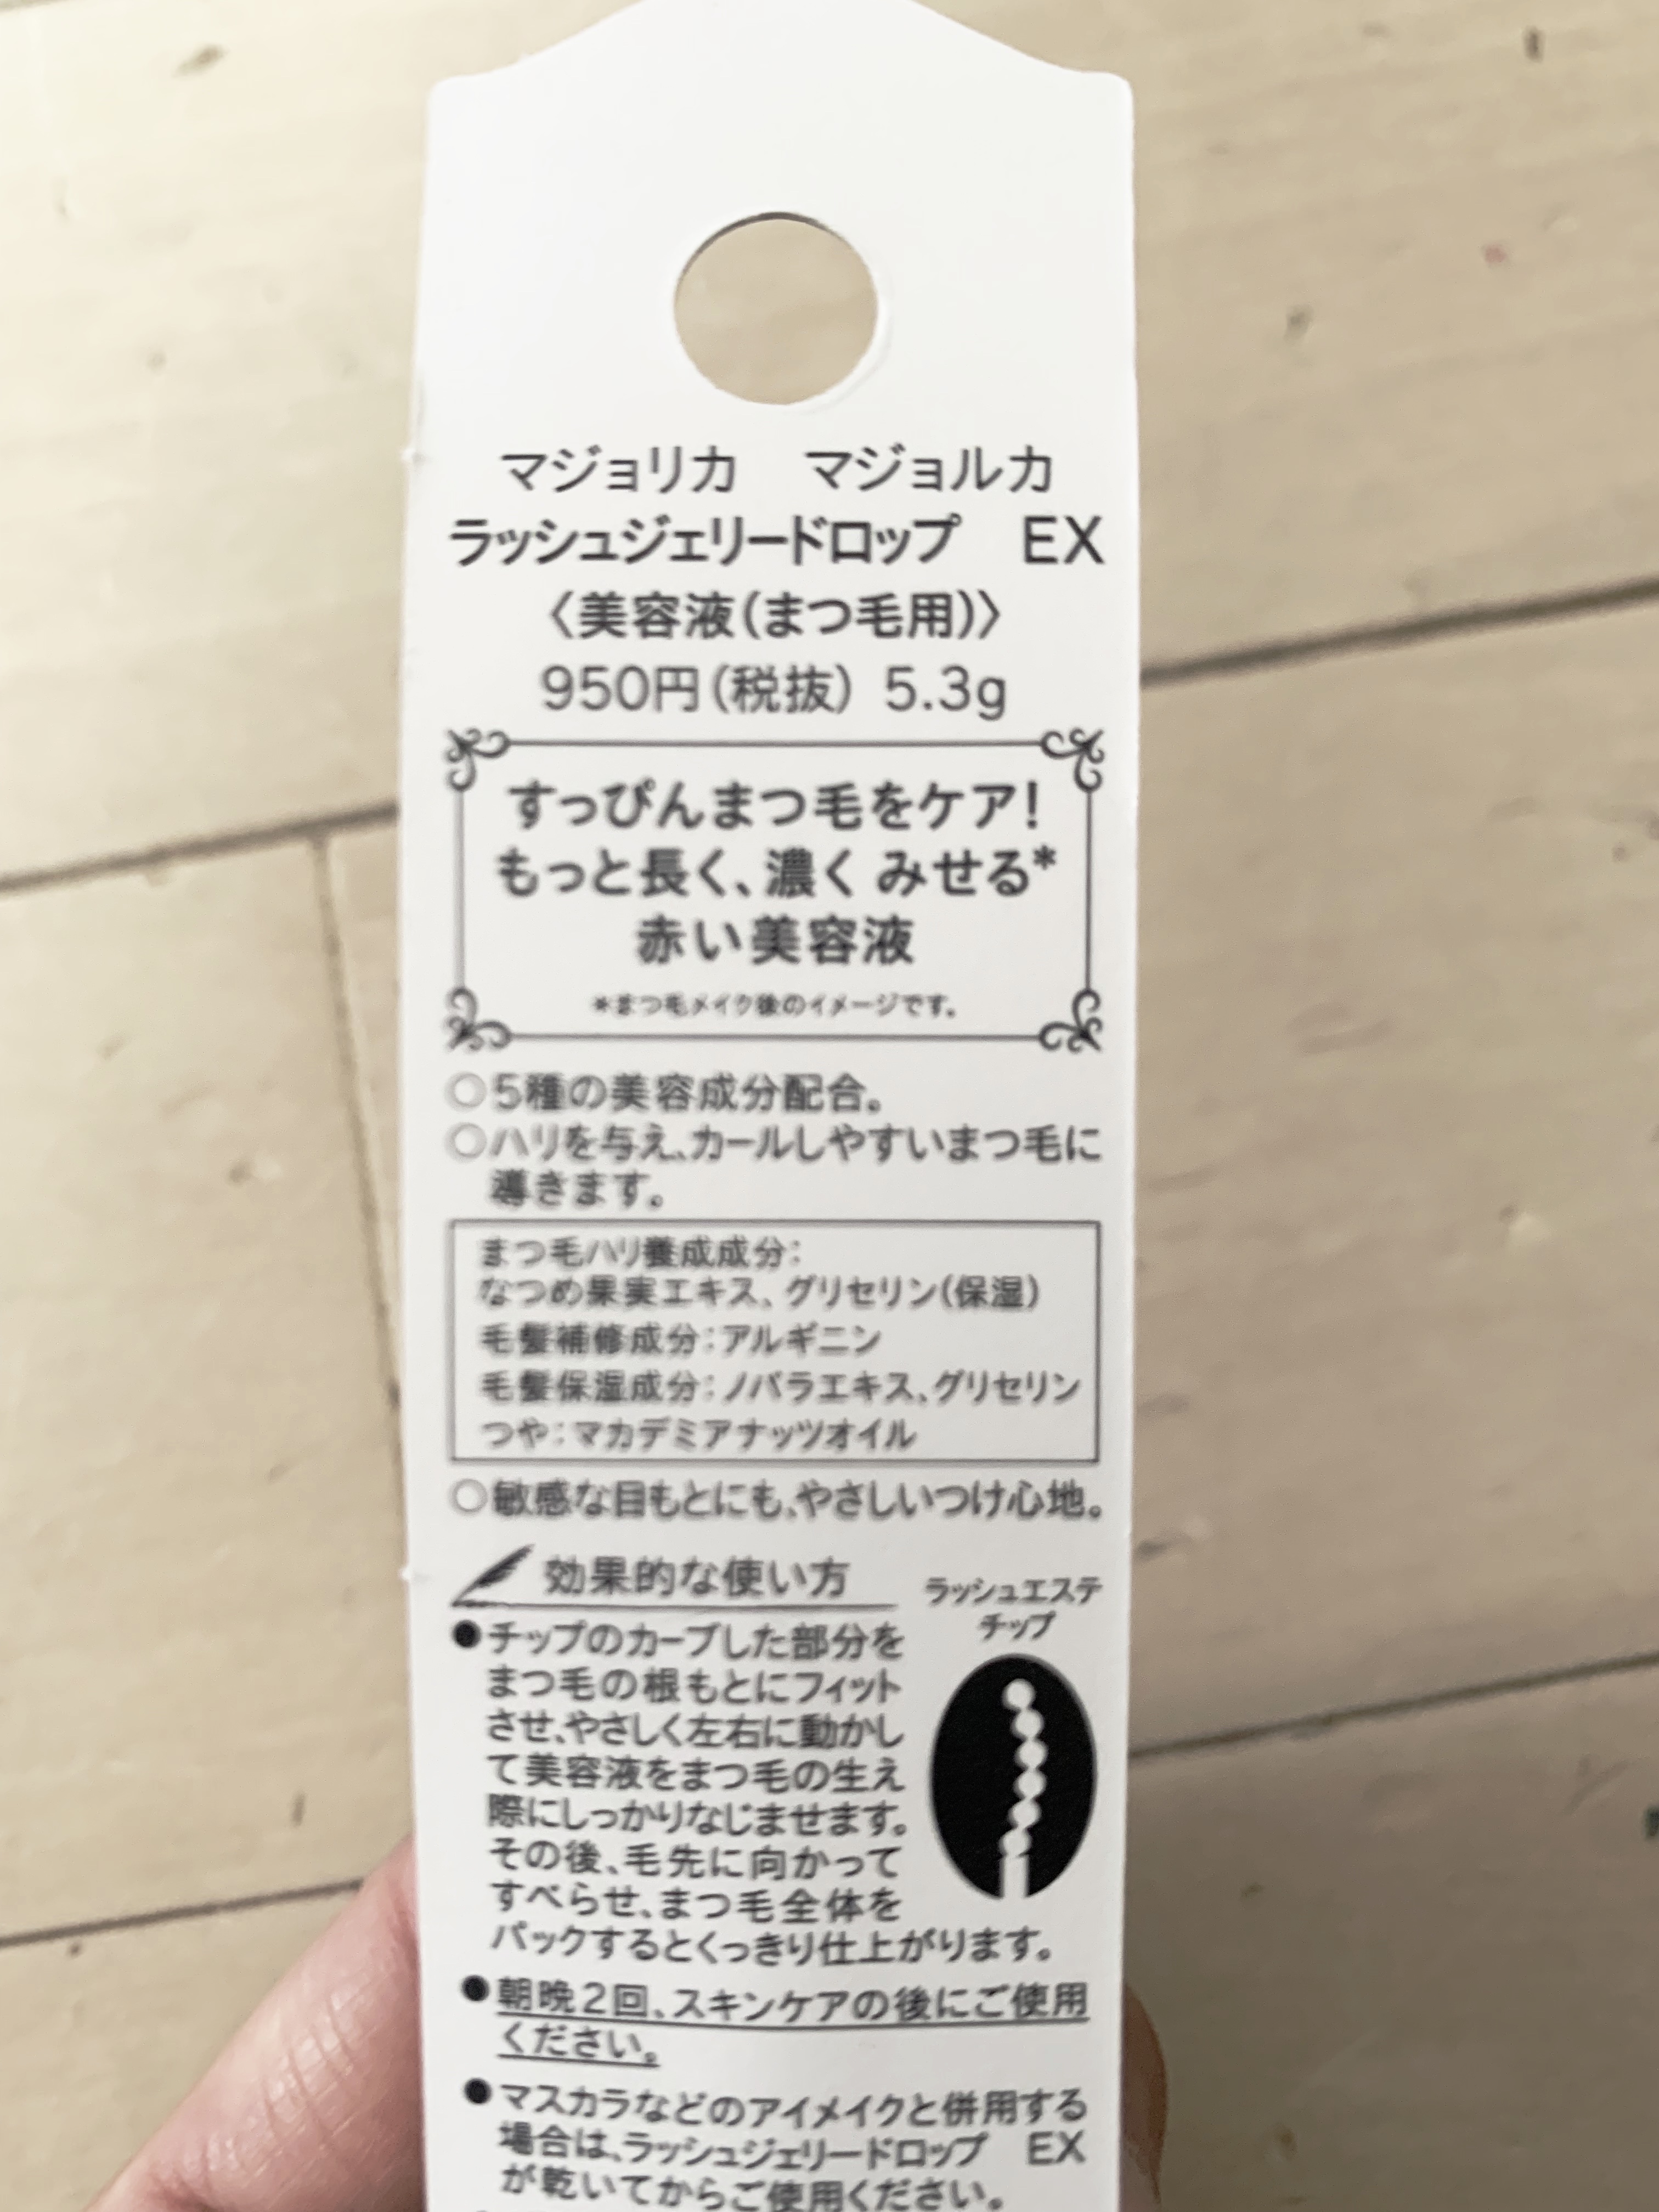 マジョリカ　マジョルカ
ラッシュジェリードロップ　EX
〈美容液(まつ毛用)〉
950円(税抜) 5.3g
すっぴんまつ毛をケア!
もっと長く、濃く みせる*
赤い美容液
*まつ毛メイク後のイメージです。
○5種の美容成分配合。
○ハリを与え、カールしやすいまつ毛に
導きます。
まつ毛ハリ養成成分:
なつめ果実エキス、グリセリン(保湿)
毛髪補修成分:アルギニン
毛髪保湿成分:ノバラエキス、グリセリン
つや:マカデミアナッツオイル
○敏感な目もとにも、やさしいつけ心地。
効果的な使い方
ラッシュエステ
チップ
●チップのカーブした部分を
まつ毛の根もとにフィット
させ、やさしく左右に動かし
て美容液をまつ毛の生え
際にしっかりなじませます。
その後、毛先に向かって
すべらせ、まつ毛全体を
パックするとくっきり仕上がります。
●朝晩2回、スキンケアの後にご使用
ください。
●マスカラなどのアイメイクと併用する
場合は、ラッシュジェリードロップ　EX
が乾いてからご使用ください。